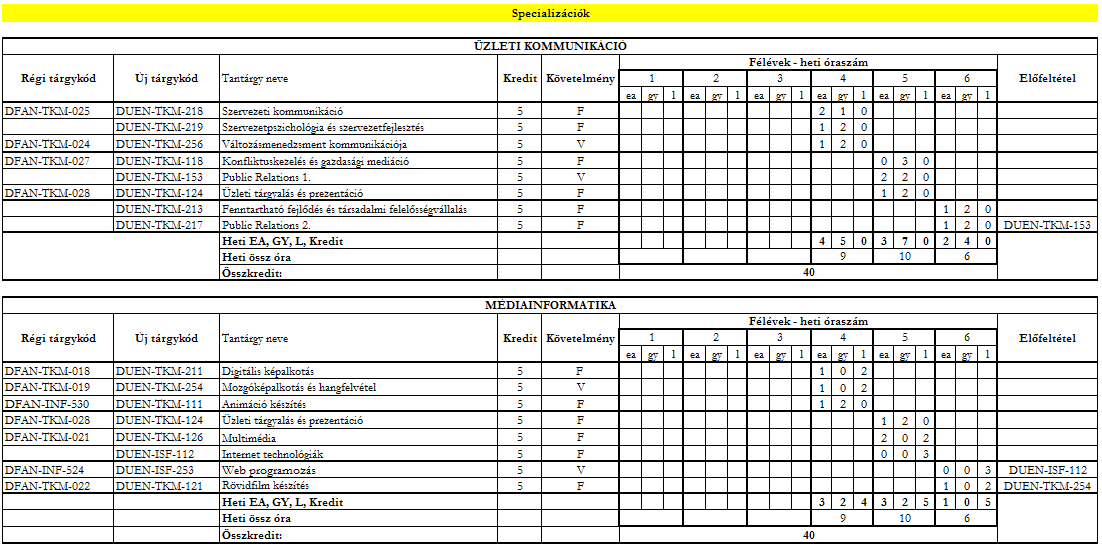 Specializációk
ÜZLETI KOMMUNIKÁCIÓ
Régi tárgykód Új tárgykód Tantárgy neve Kredit Követelmény Félévek - heti óraszám Előfeltétel
1 2 3 4 5 6
ea gy l ea gy l ea gy l ea gy l ea gy l ea gy l
DFAN-TKM-025 DUEN-TKM-218 Szervezeti kommunikáció 5 F 2 1 0
DUEN-TKM-219 Szervezetpszichológia és szervezetfejlesztés 5 F 1 2 0
DFAN-TKM-024 DUEN-TKM-256 Változásmenedzsment kommunikációja 5 V 1 2 0
DFAN-TKM-027 DUEN-TKM-118 Konfliktuskezelés és gazdasági mediáció 5 F 0 3 0
DUEN-TKM-153 Public Relations 1. 5 V 2 2 0
DFAN-TKM-028 DUEN-TKM-124 Üzleti tárgyalás és prezentáció 5 F 1 2 0
DUEN-TKM-213 Fenntartható fejlődés és társadalmi felelősségvállalás 5 F 1 2 0
DUEN-TKM-217 Public Relations 2. 5 F 1 2 0 DUEN-TKM-153
Heti EA, GY, L, Kredit 4 5 0 3 7 0 2 4 0
Heti össz óra 9 10 6
Összkredit: 40
MÉDIAINFORMATIKA
Régi tárgykód Új tárgykód Tantárgy neve Kredit Követelmény Félévek - heti óraszám Előfeltétel
1 2 3 4 5 6
ea gy l ea gy l ea gy l ea gy l ea gy l ea gy l
DFAN-TKM-018 DUEN-TKM-211 Digitális képalkotás 5 F 1 0 2
DFAN-TKM-019 DUEN-TKM-254 Mozgóképalkotás és hangfelvétel 5 V 1 0 2
DFAN-INF-530 DUEN-TKM-111 Animáció készítés 5 F 1 2 0
DFAN-TKM-028 DUEN-TKM-124 Üzleti tárgyalás és prezentáció 5 F 1 2 0
DFAN-TKM-021 DUEN-TKM-126 Multimédia 5 F 2 0 2
DUEN-ISF-112 Internet technológiák 5 F 0 0 3
DFAN-INF-524 DUEN-ISF-253 Web programozás 5 V 0 0 3 DUEN-ISF-112
DFAN-TKM-022 DUEN-TKM-121 Rövidfilm készítés 5 F 1 0 2 DUEN-TKM-254
Heti EA, GY, L, Kredit 3 2 4 3 2 5 1 0 5
Heti össz óra 9 10 6
Összkredit: 40